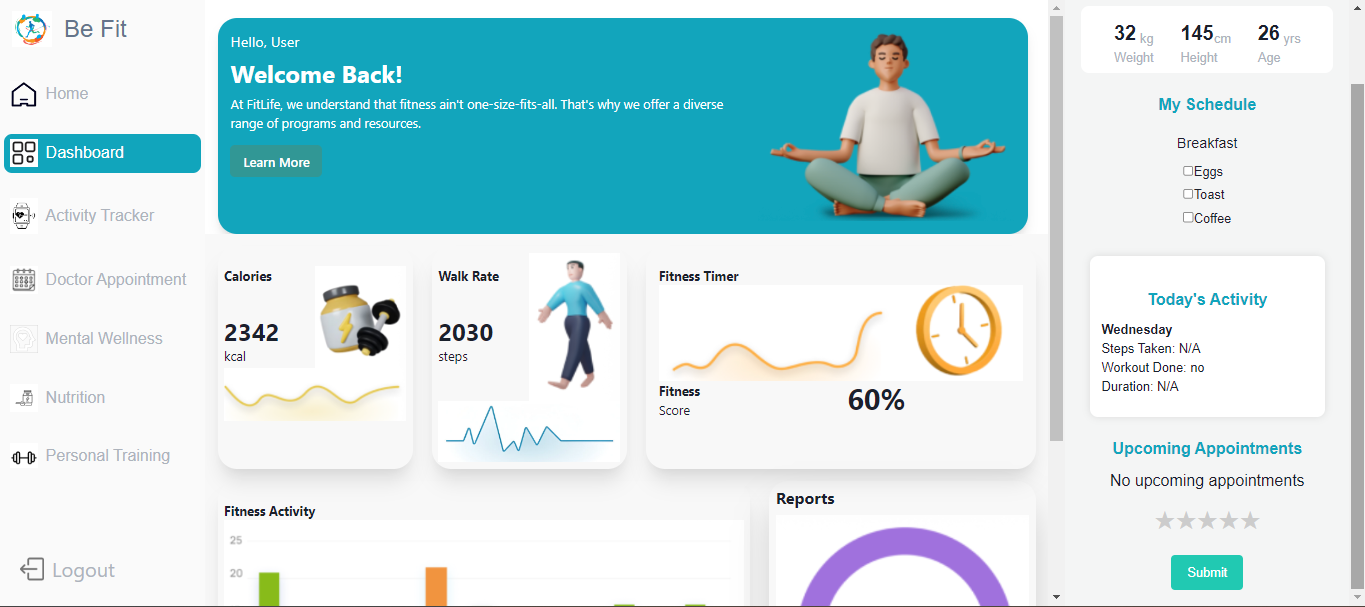 Be Fit
Home
Dashboard
Activity Tracker
Doctor Appointment
Mental Wellness
Nutrition
Personal Training
Logout
Hello, User
Welcome Back!
At FitLife, we understand that fitness ain't one-size-fits-all. That's why we offer a diverse
range of programs and resources.
Learn More
Calories
2342
kcal
Walk Rate
2030
steps
Fitness Timer
Fitness
Score
60%
Fitness Activity
25
20
Reports
32 kg
Weight
145cm
Height
26 yrs
Age
My Schedule
Breakfast
Eggs
Toast
Coffee
Today's Activity
Wednesday
Steps Taken: N/A
Workout Done: no
Duration: N/A
Upcoming Appointments
No upcoming appointments
Submit